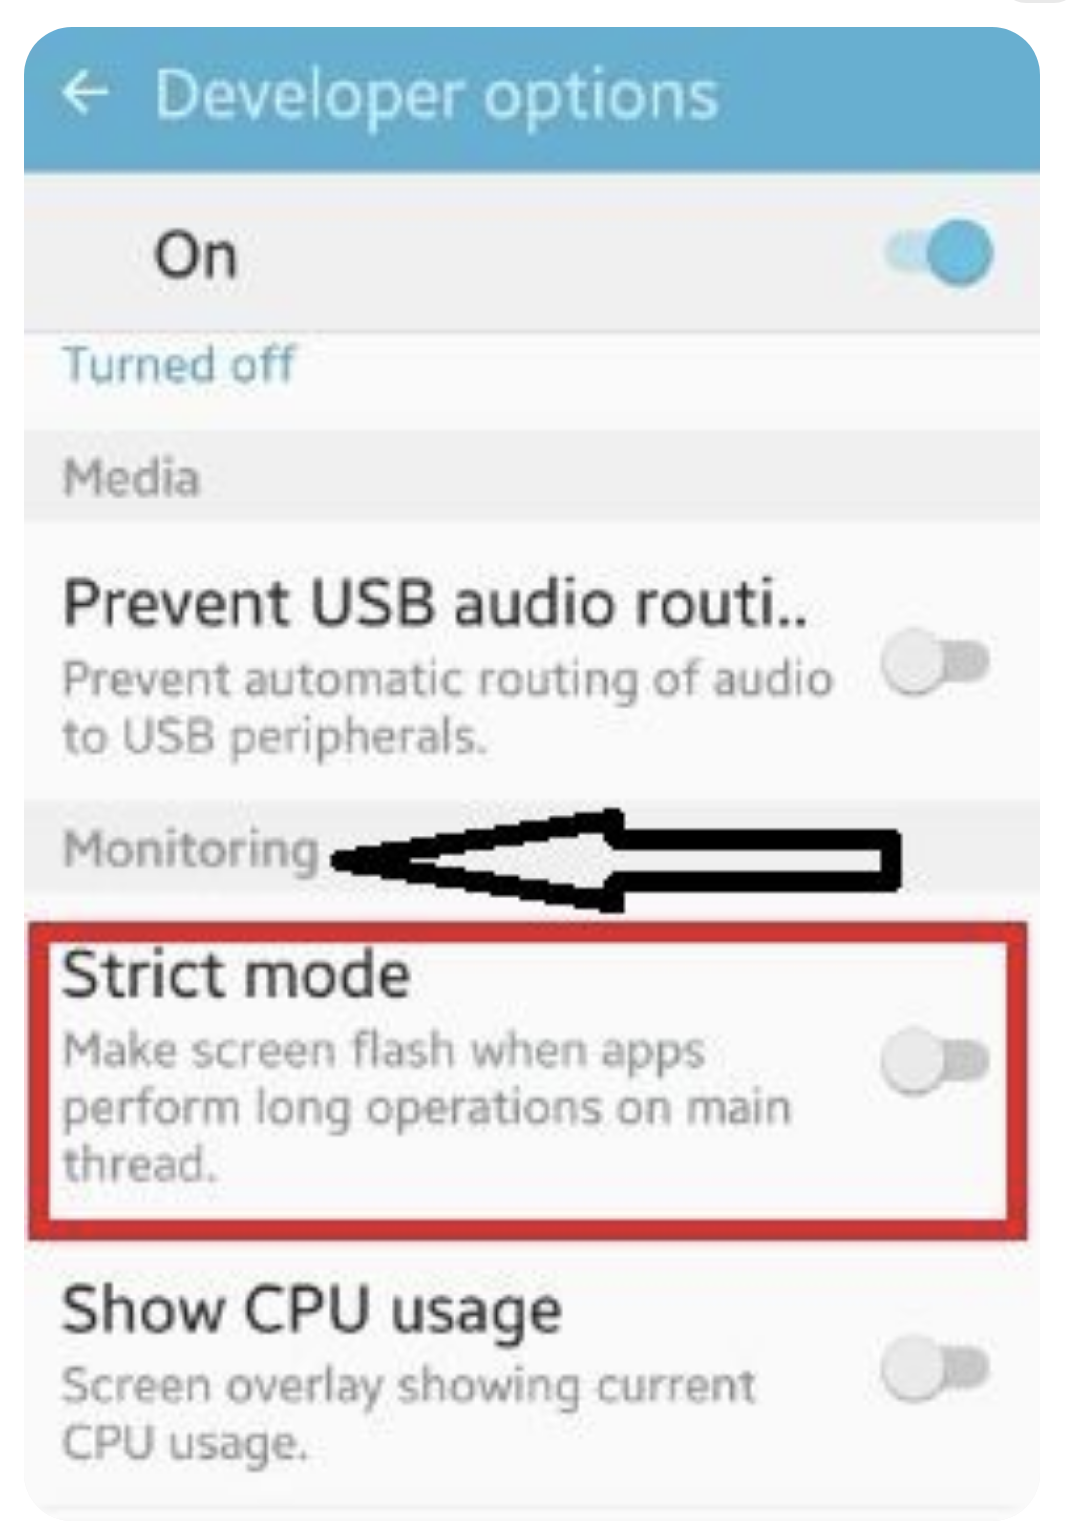 Developer options
On
Turned off
Media
Prevent USB audio routi..
Prevent automatic routing of audio
to USB peripherals.
Monitoring
Strict mode
Make screen flash when apps
perform long operations on main
thread.
Show CPU usage
Screen overlay showing current
CPU usage.